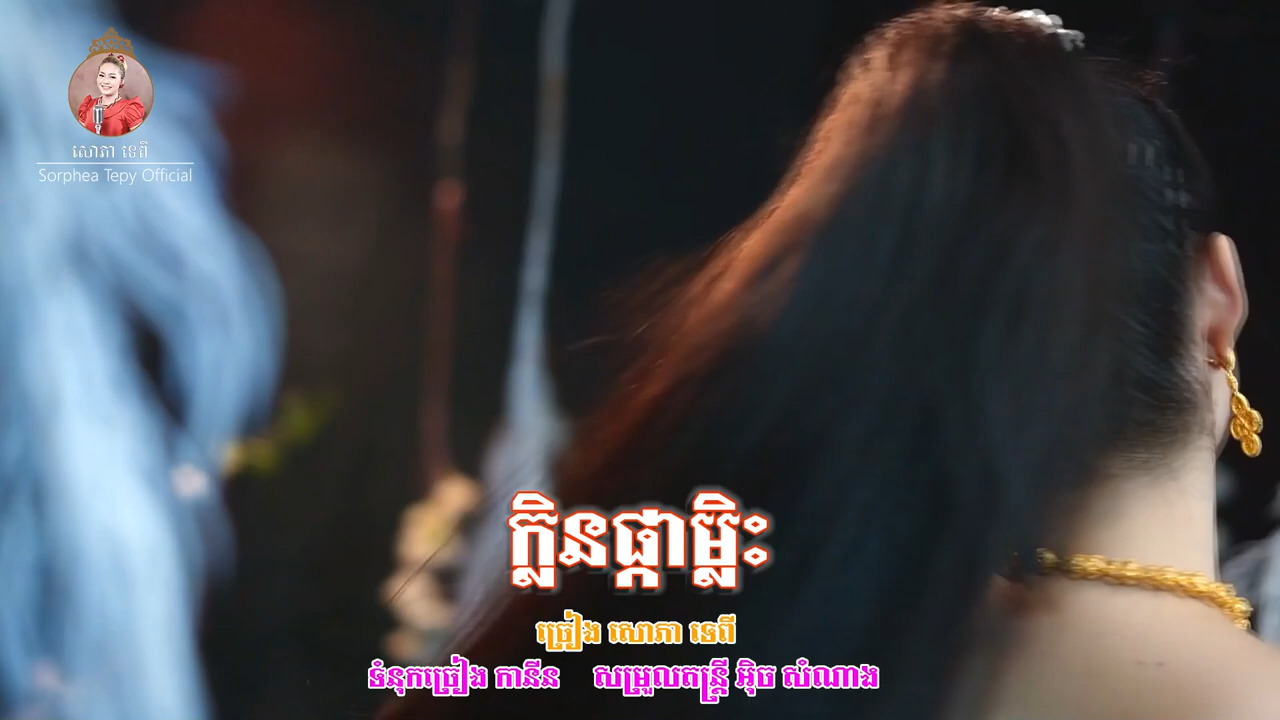 សោភា ទេពី
Sorphea Tepy Official
ក្លិនផ្កាម្លិះ
ច្រៀង សោភា ទេពី
ទំនុកច្រៀង កានីន សម្រួលតន្ត្រី អ៊ិច សំណាង